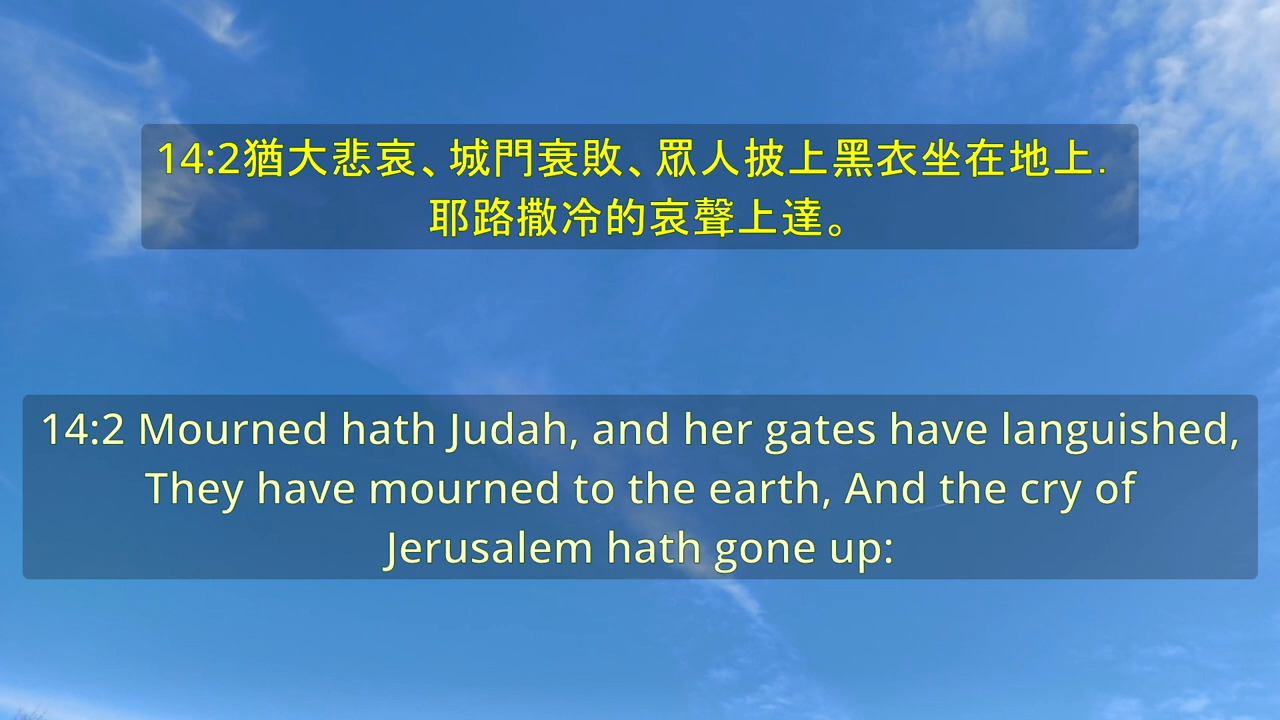 14:2猶大悲哀、城門衰敗、眾人披上黑衣坐在地上．
耶路撒冷的哀聲上達。
14:2 Mourned hath Judah, and her gates have languished,
They have mourned to the earth, And the cry of
Jerusalem hath gone up: